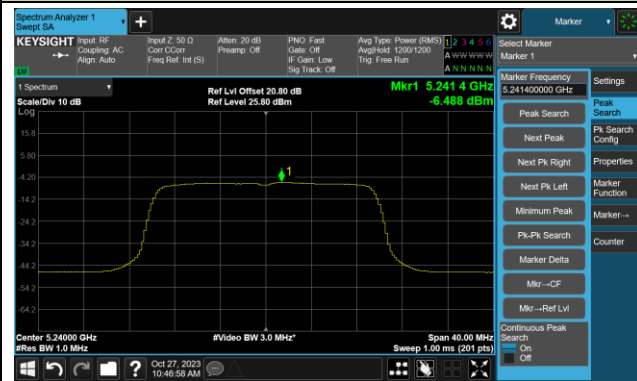 Spectrum Analyzer 1
Swept SA
Marker
KEYSIGHT
Input: RF
Coupling: AC
Align: Auto
Input Z: 50 Ω
Corr CCorr
Freq Ref: Int (S)
Atten: 20 dB
Preamp: Off
PNO: Fast
Gate: Off
IF Gain: Low
Sig Track: Off
Avg Type: Power (RMS)
Avg|Hold: 1200/1200
Trig: Free Run
1 2 3 4 5 6
A W W W W W
A N N N N N
Select Marker
Marker 1
1 Spectrum
Scale/Div 10 dB
Ref Lvl Offset 20.80 dB
Ref Level 25.80 dBm
Mkr1 5.241 4 GHz
-6.488 dBm
Log
15.8
5.80
-4.20
-14.2
-24.2
-34.2
-44.2
-54.2
-64.2
1
Center 5.24000 GHz
#Res BW 1.0 MHz
#Video BW 3.0 MHz*
Span 40.00 MHz
Sweep 1.00 ms (201 pts)
Marker Frequency
5.241400000 GHz
Peak Search
Next Peak
Next Pk Right
Next Pk Left
Minimum Peak
Pk-Pk Search
Marker Delta
Mkr→CF
Mkr→Ref Lvl
Continuous Peak
Search
On
Off
Settings
Peak
Search
Pk Search
Config
Properties
Marker
Function
Marker→
Counter
Oct 27, 2023
10:46:58 AM